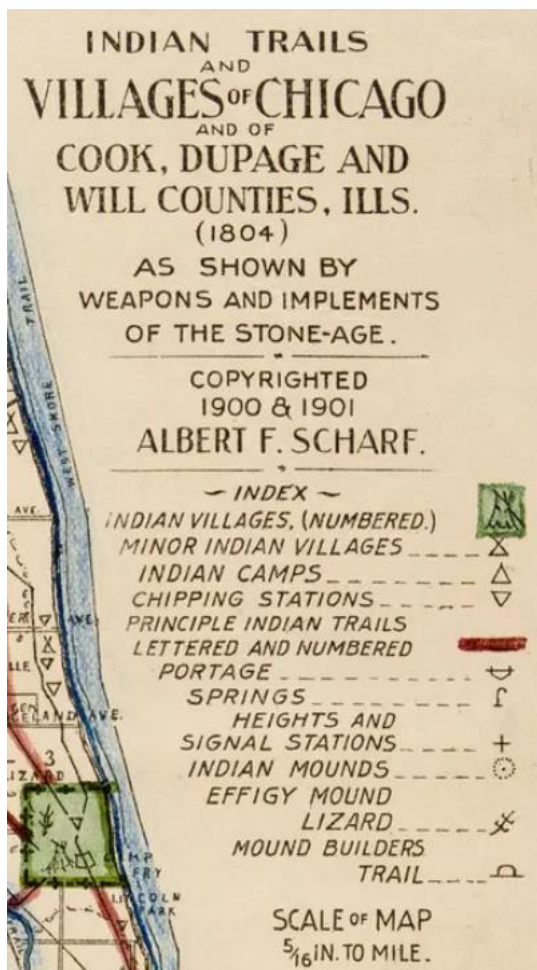 INDIAN TRAILS
AND
VILLAGES OF CHICAGO
AND OF
COOK, DUPAGE AND
WILL COUNTIES, ILLS.
(1804)
AS SHOWN BY
WEAPONS AND IMPLEMENTS
OF THE STONE-AGE.
COPYRIGHTED
1900 & 1901
ALBERT F. SCHARF.
~ INDEX ~
INDIAN VILLAGES, (NUMBERED.)
MINOR INDIAN VILLAGES
INDIAN CAMPS
CHIPPING STATIONS
PRINCIPLE INDIAN TRAILS
LETTERED AND NUMBERED
PORTAGE
SPRINGS
HEIGHTS AND
SIGNAL STATIONS
INDIAN MOUNDS
EFFIGY MOUND
LIZARD
MOUND BUILDERS
TRAIL
SCALE OF MAP
5/16 IN. TO MILE.
WEST SHORE TRAIL
AVE.
AVE.
AVE.
3
LIZARD
FRY
LINCOLN
PARK
TRAIL